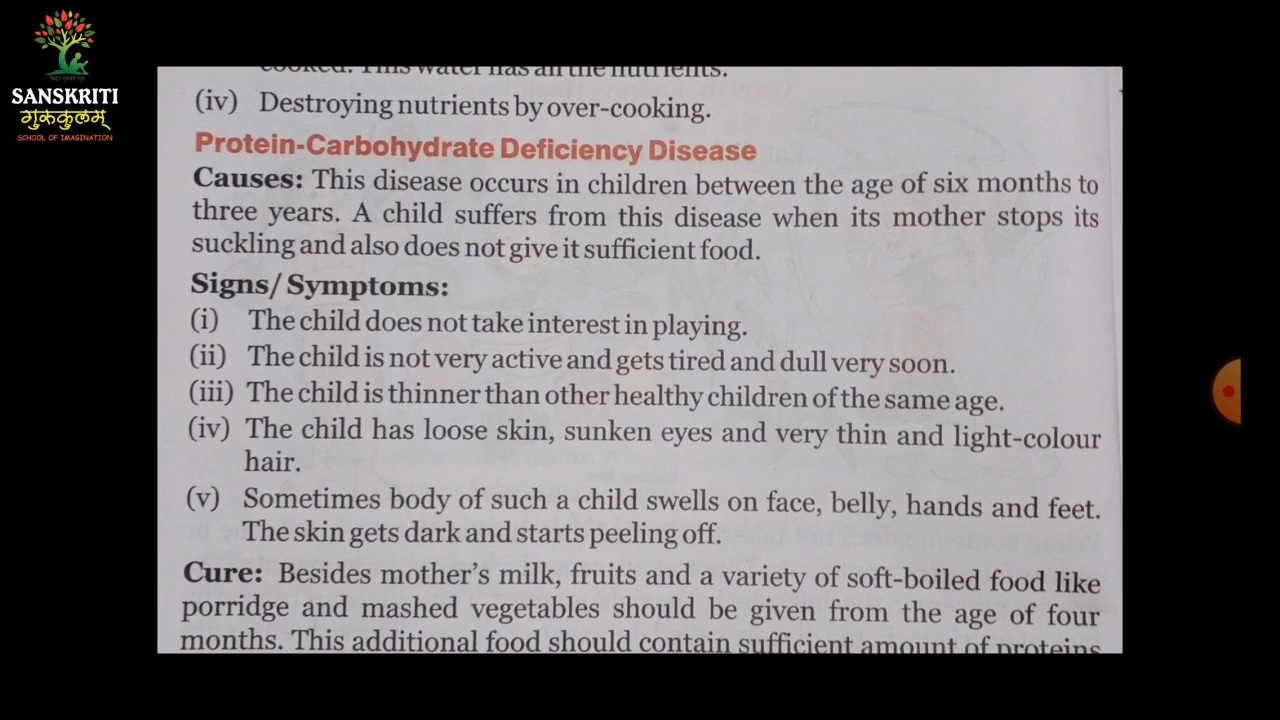 SANSKRITI
गुरुकुलम्
SCHOOL OF IMAGINATION
cooked. This water has all the nutrients.
(iv) Destroying nutrients by over-cooking.
Protein-Carbohydrate Deficiency Disease
Causes: This disease occurs in children between the age of six months to
three years. A child suffers from this disease when its mother stops its
suckling and also does not give it sufficient food.
Signs/Symptoms:
(i) The child does not take interest in playing.
(ii) The child is not very active and gets tired and dull very soon.
(iii) The child is thinner than other healthy children of the same age.
(iv) The child has loose skin, sunken eyes and very thin and light-colour
hair.
(v) Sometimes body of such a child swells on face, belly, hands and feet.
The skin gets dark and starts peeling off.
Cure: Besides mother's milk, fruits and a variety of soft-boiled food like
porridge and mashed vegetables should be given from the age of four
months. This additional food should contain sufficient amount of proteins